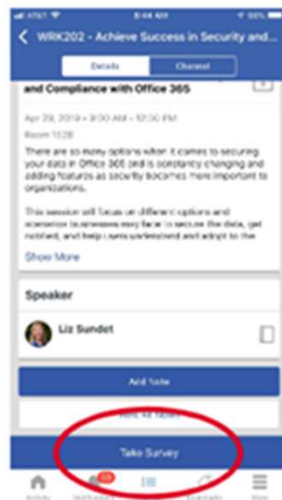 AT&T 8:44 AM
WRK202 - Achieve Success in Security and...
Details Channel
and Compliance with Office 365
Apr 29, 2019 • 9:00 AM - 12:00 PM
Room
There are so many options when it comes to securing
your data in Office 365 and is constantly changing and
adding features as security becomes more important to
organizations.
This session will focus on different options and
scenarios businesses may face to secure the data, get
notified, and help users understand and adopt to the
Show More
Speaker
Liz Sundet
Add Note
Take Survey
Activity